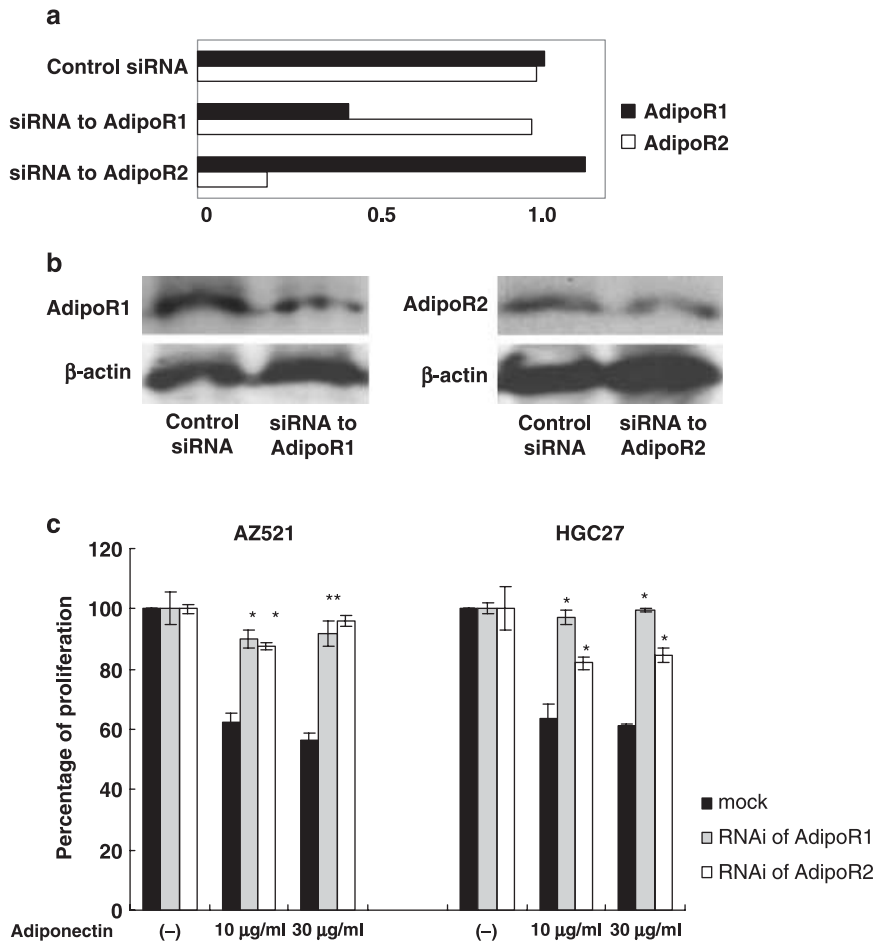 a
Control siRNA
siRNA to AdipoR1
siRNA to AdipoR2
AdipoR1
AdipoR2
0 0.5 1.0
b
AdipoR1
β-actin
Control siRNA
siRNA to AdipoR1
AdipoR2
β-actin
Control siRNA
siRNA to AdipoR2
c
AZ521
HGC27
Percentage of proliferation
120
100
80
60
40
20
0
* * ** * * * *
mock
RNAi of AdipoR1
RNAi of AdipoR2
Adiponectin (–) 10 μg/ml 30 μg/ml (–) 10 μg/ml 30 μg/ml